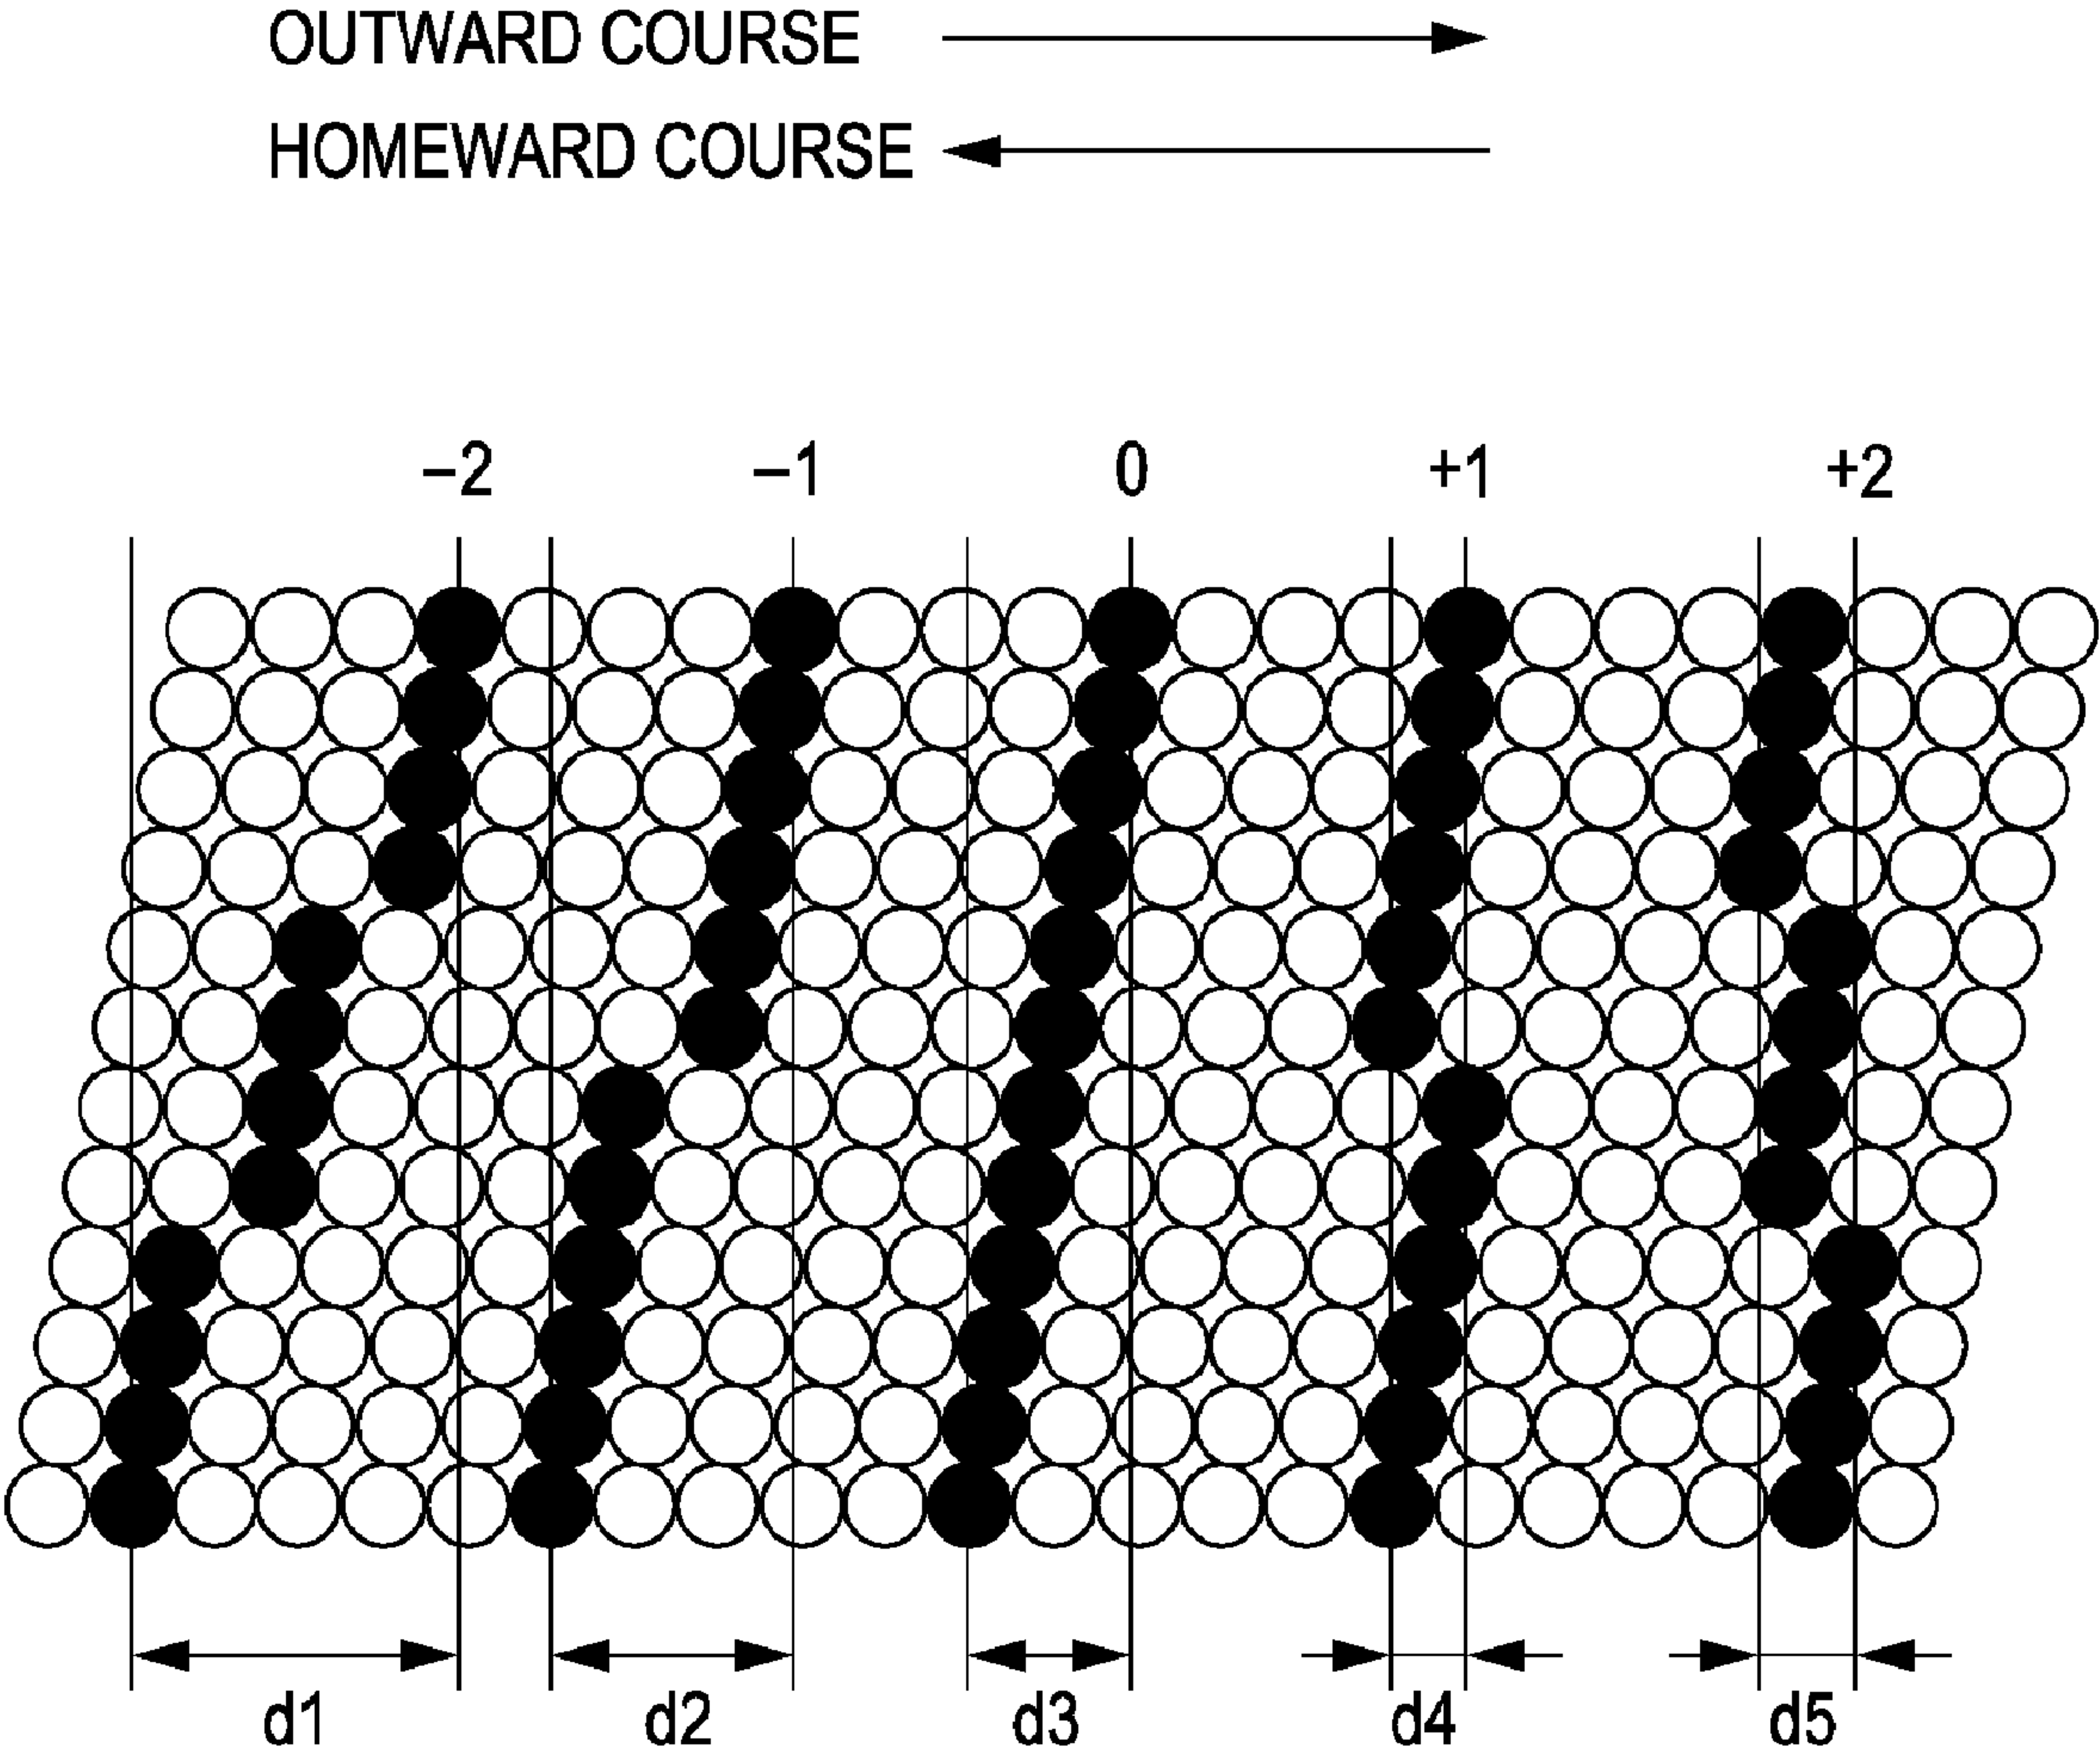 OUTWARD COURSE
HOMEWARD COURSE
−2 −1 0 +1 +2
d1 d2 d3 d4 d5